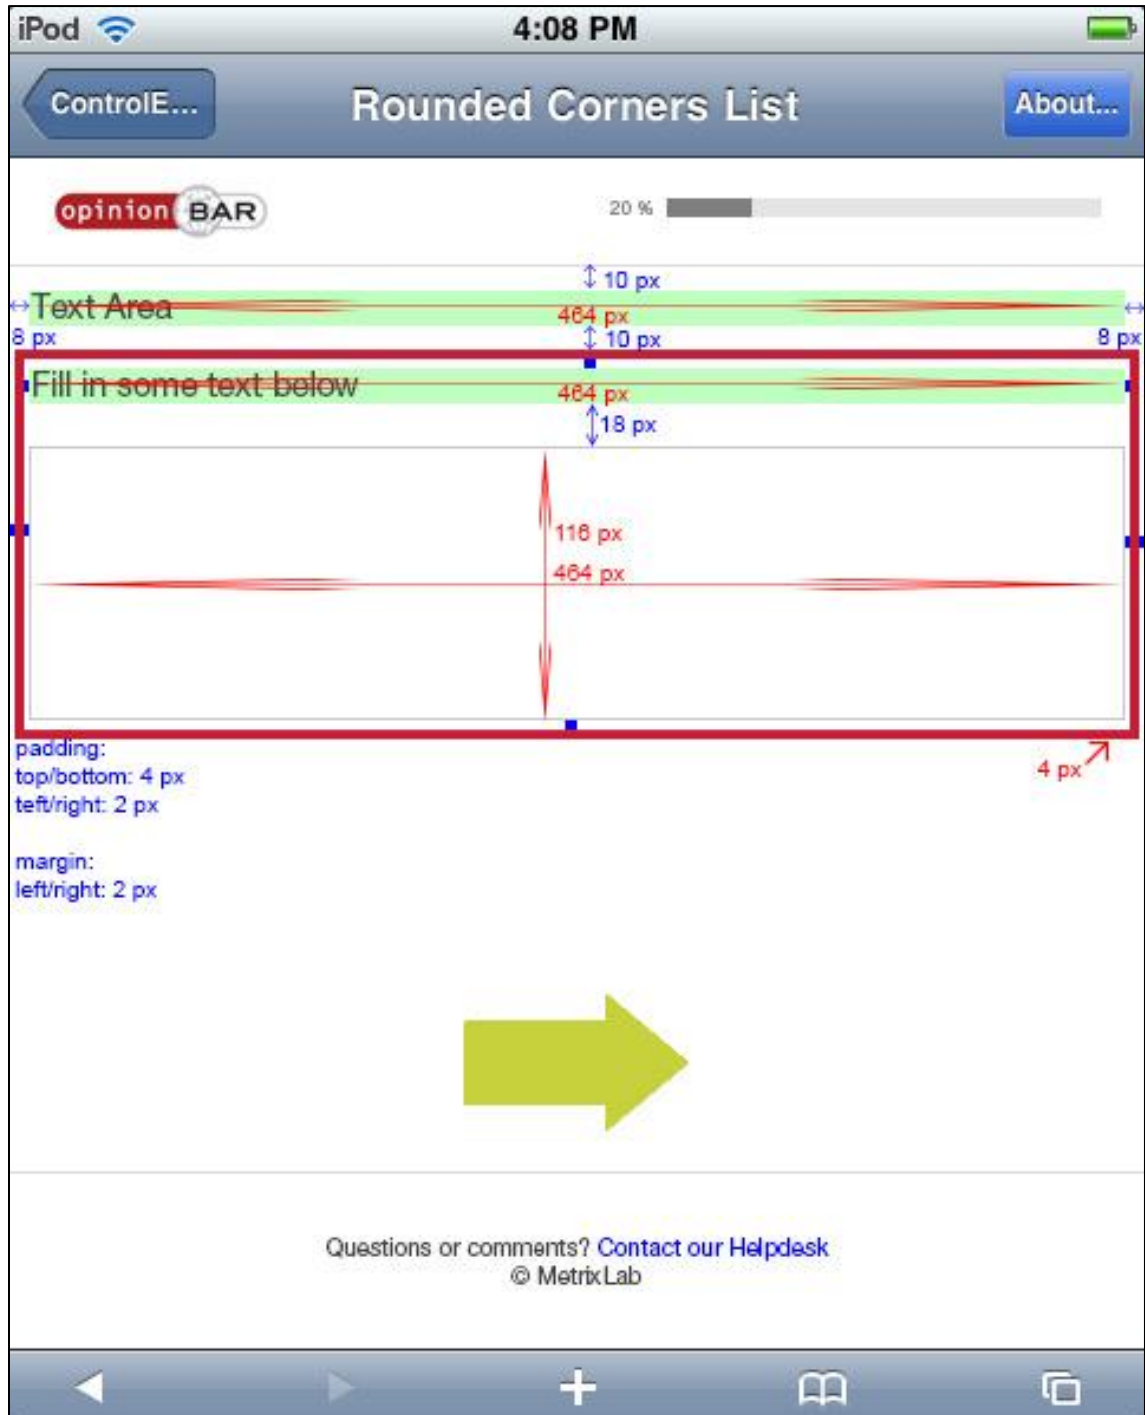 iPod 4:08 PM
ControlE... Rounded Corners List About...
opinion BAR 20 %
10 px
Text Area
464 px
8 px 10 px 8 px
Fill in some text below
464 px
18 px
116 px
464 px
padding:
top/bottom: 4 px
teft/right: 2 px
4 px
margin:
left/right: 2 px
Questions or comments? Contact our Helpdesk
© MetrixLab